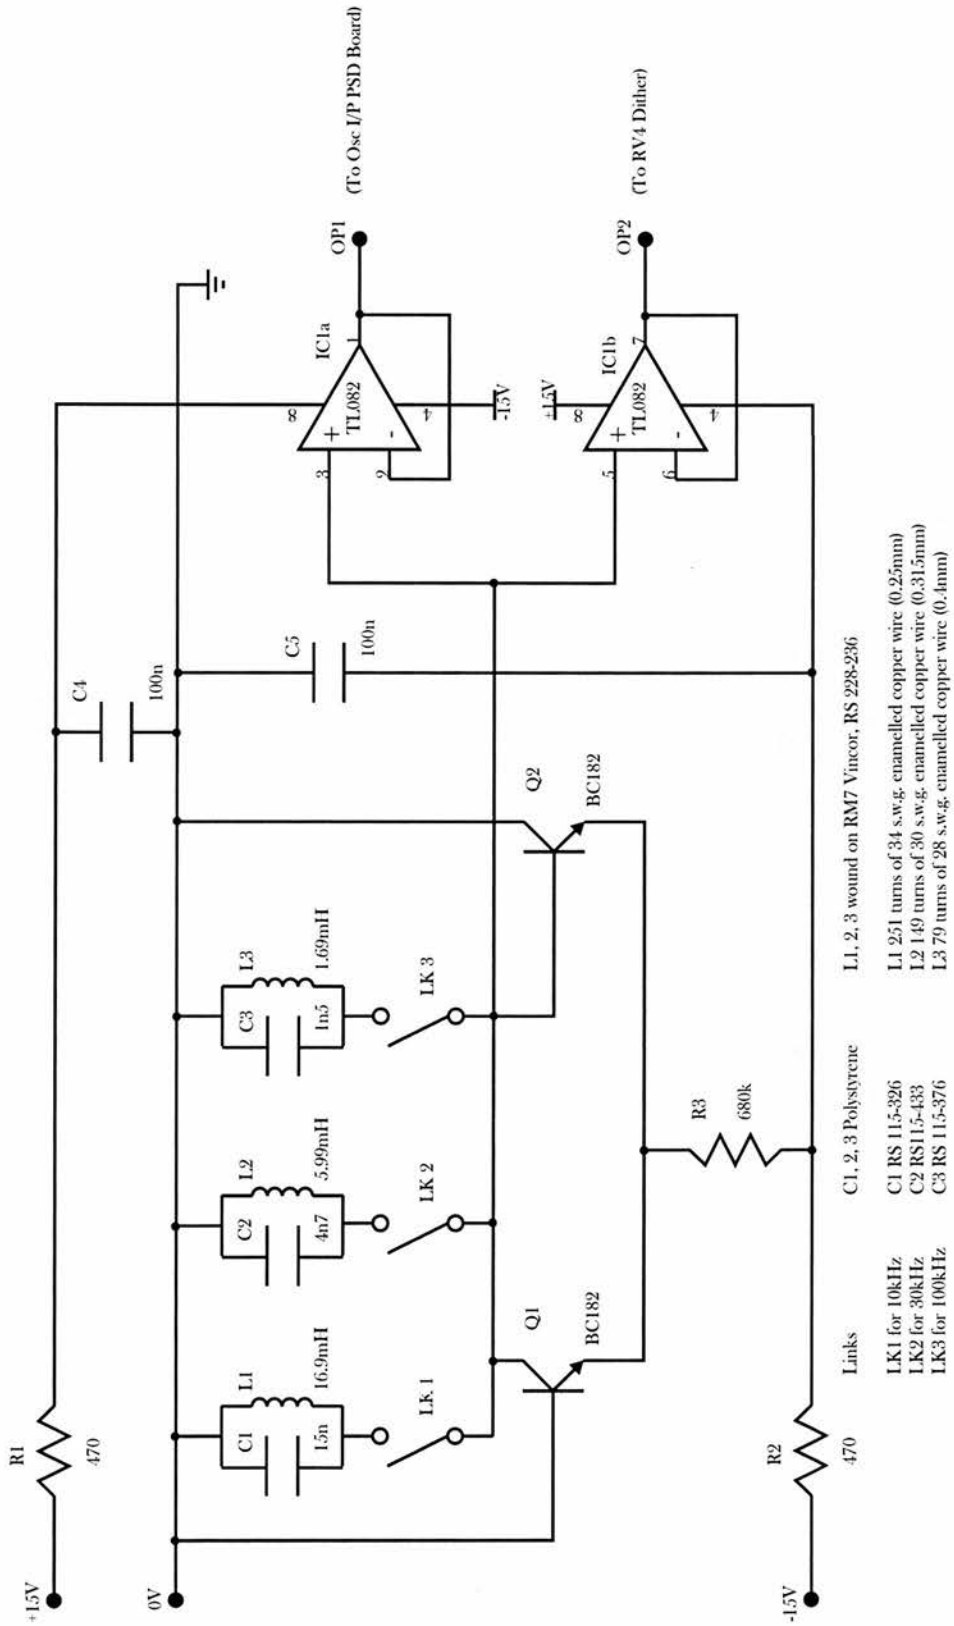 +15V
R1
470
C4
100n
0V
C1
L1
15n
16.9mH
LK 1
C2
L2
4n7
5.99mH
LK 2
C3
L3
1n5
1.69mH
LK 3
C5
100n
Q1
BC182
Q2
BC182
R3
680k
-15V
R2
470
IC1a
TL082
8
3
+
2
-
1
4
-15V
OP1
(To Osc I/P PSD Board)
IC1b
TL082
+15V
8
5
+
6
-
7
4
OP2
(To RV4 Dither)
Links
LK1 for 10kHz
LK2 for 30kHz
LK3 for 100kHz
C1, 2, 3 Polystyrene
C1 RS 115-326
C2 RS115-433
C3 RS 115-376
L1, 2, 3 wound on RM7 Vincor, RS 228-236
L1 251 turns of 34 s.w.g. enamelled copper wire (0.25mm)
L2 149 turns of 30 s.w.g. enamelled copper wire (0.315mm)
L3 79 turns of 28 s.w.g. enamelled copper wire (0.4mm)